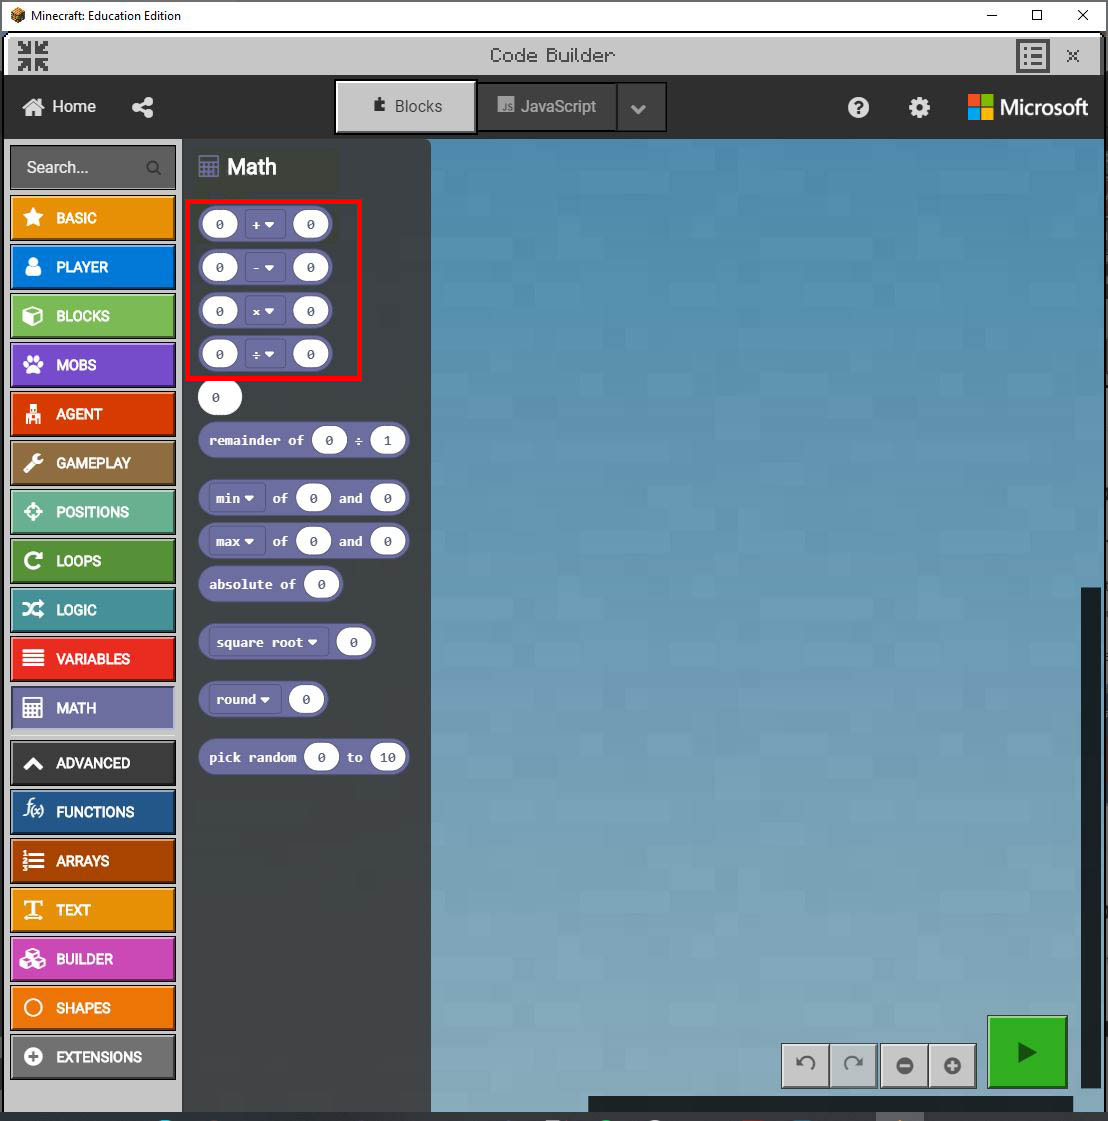 Minecraft: Education Edition
Code Builder
Home
Blocks
JS JavaScript
Microsoft
Search...
BASIC
PLAYER
BLOCKS
MOBS
AGENT
GAMEPLAY
POSITIONS
LOOPS
LOGIC
VARIABLES
MATH
ADVANCED
f(x) FUNCTIONS
ARRAYS
TEXT
BUILDER
SHAPES
EXTENSIONS
Math
0 + 0
0 - 0
0 × 0
0 ÷ 0
0
remainder of 0 ÷ 1
min of 0 and 0
max of 0 and 0
absolute of 0
square root 0
round 0
pick random 0 to 10